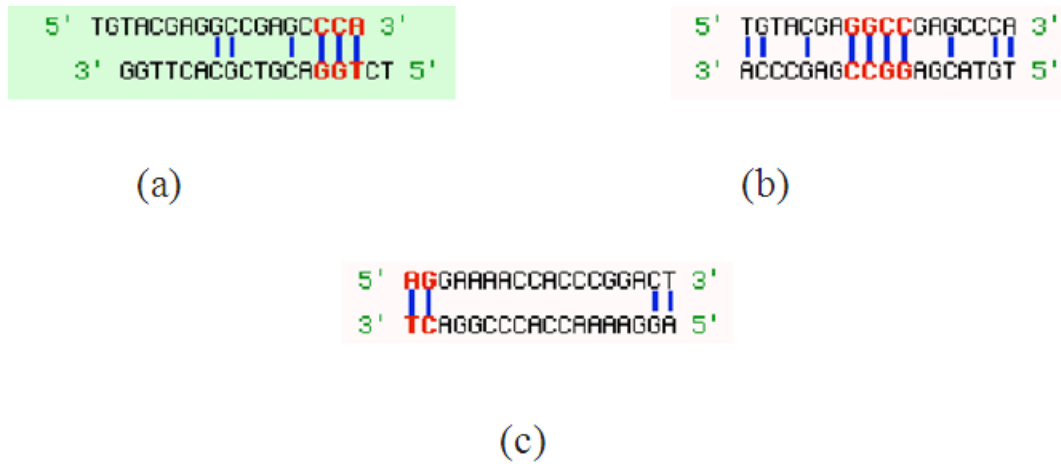 5' TGTACGAGGCCGAGCCCA 3'
3' GGTTCACGCTGCAGGTCT 5'
(a)
5' TGTACGAGGCCGAGCCCA 3'
3' ACCCGAGCCGGAGCATGT 5'
(b)
5' AGGAAAACCACCCGGACT 3'
3' TCAGGCCCACCAAAAGGA 5'
(c)